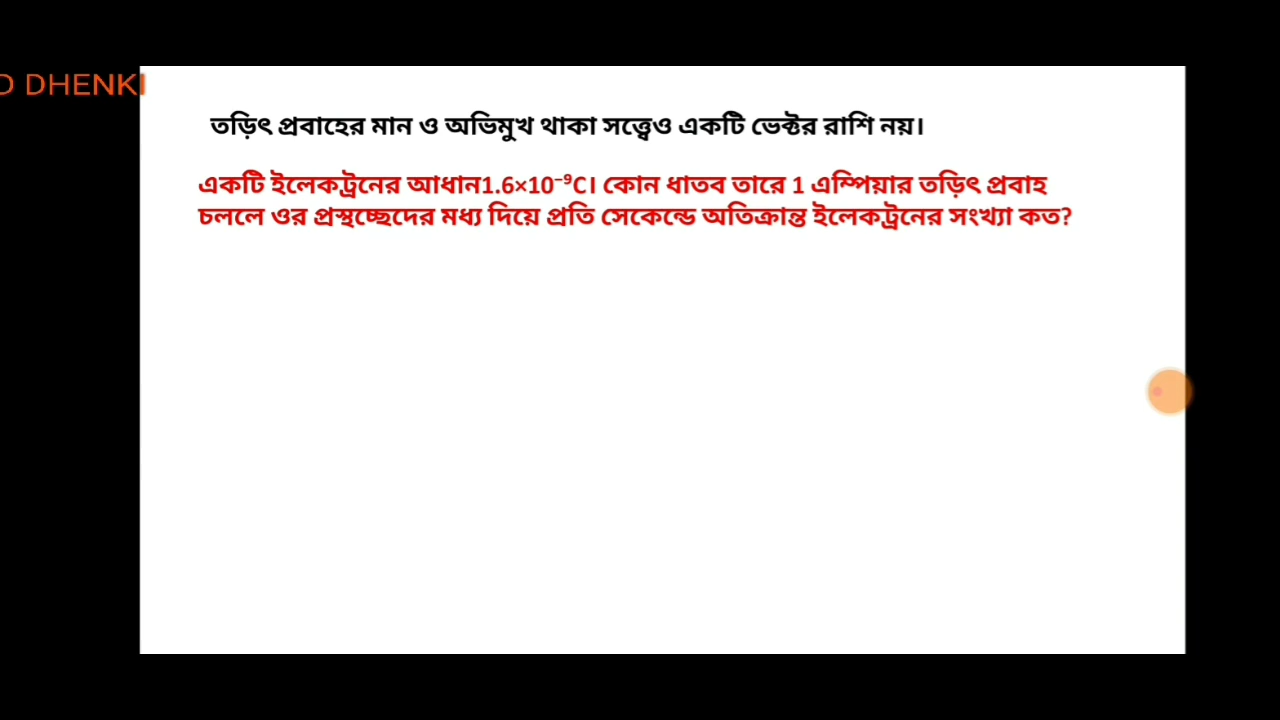 D DHENKI
তড়িৎ প্রবাহের মান ও অভিমুখ থাকা সত্ত্বেও একটি ভেক্টর রাশি নয়।
একটি ইলেকট্রনের আধান1.6×10⁻⁹C। কোন ধাতব তারে 1 এম্পিয়ার তড়িৎ প্রবাহ
চললে ওর প্রস্থচ্ছেদের মধ্য দিয়ে প্রতি সেকেন্ডে অতিক্রান্ত ইলেকট্রনের সংখ্যা কত?